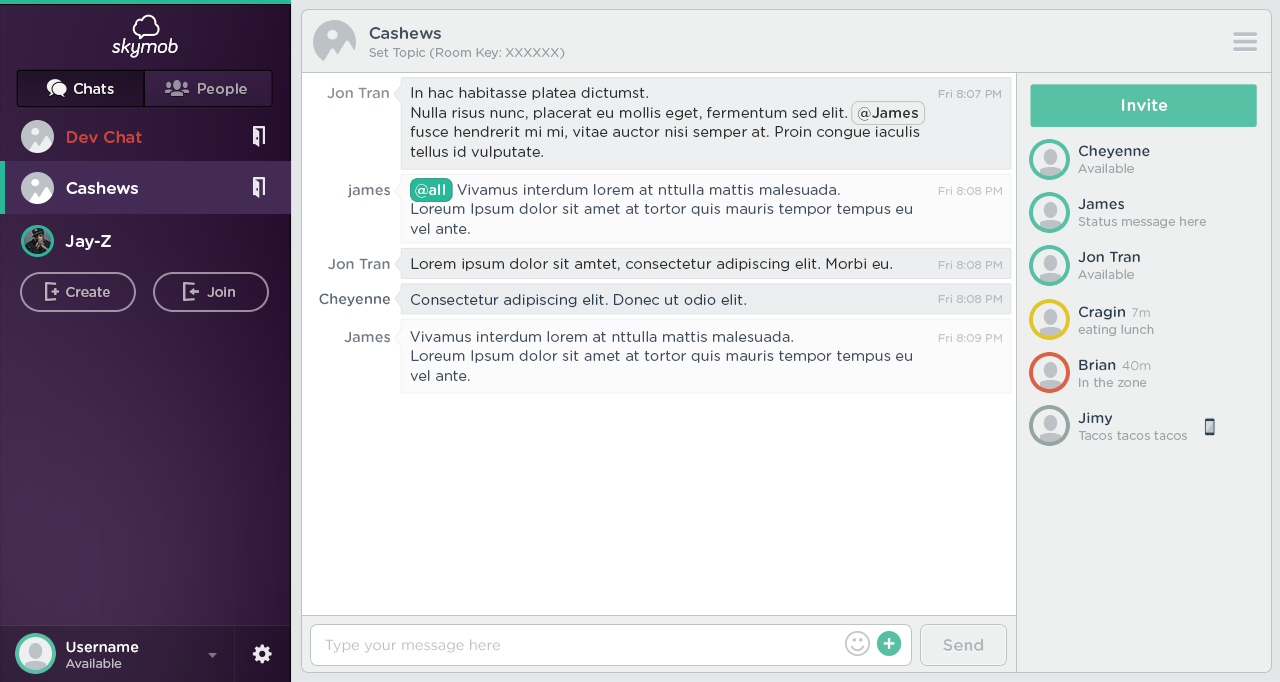 skymob
Chats
People
Dev Chat
Cashews
Jay-Z
Create
Join
Username
Available
Cashews
Set Topic (Room Key: XXXXXX)
Jon Tran
In hac habitasse platea dictumst.
Fri 8:07 PM
Nulla risus nunc, placerat eu mollis eget, fermentum sed elit. @James
fusce hendrerit mi mi, vitae auctor nisi semper at. Proin congue iaculis
tellus id vulputate.
james
@all Vivamus interdum lorem at nttulla mattis malesuada.
Fri 8:08 PM
Loreum Ipsum dolor sit amet at tortor quis mauris tempor tempus eu
vel ante.
Jon Tran
Lorem ipsum dolor sit amtet, consectetur adipiscing elit. Morbi eu.
Fri 8:08 PM
Cheyenne
Consectetur adipiscing elit. Donec ut odio elit.
Fri 8:08 PM
James
Vivamus interdum lorem at nttulla mattis malesuada.
Fri 8:09 PM
Loreum Ipsum dolor sit amet at tortor quis mauris tempor tempus eu
vel ante.
Type your message here
Send
Invite
Cheyenne
Available
James
Status message here
Jon Tran
Available
Cragin 7m
eating lunch
Brian 40m
In the zone
Jimy
Tacos tacos tacos